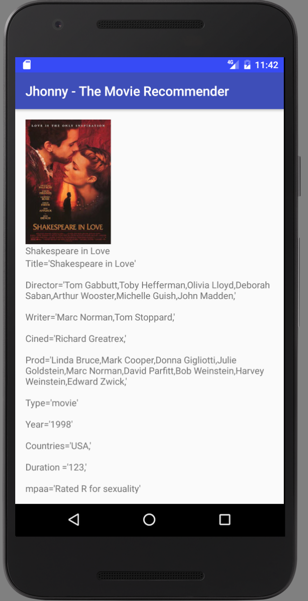 4G 11:42
Jhonny - The Movie Recommender
LOVE IS THE ONLY INSPIRATION
SHAKESPEARE IN LOVE
Shakespeare in Love
Title='Shakespeare in Love'
Director='Tom Gabbutt,Toby Hefferman,Olivia Lloyd,Deborah
Saban,Arthur Wooster,Michelle Guish,John Madden,'
Writer='Marc Norman,Tom Stoppard,'
Cined='Richard Greatrex,'
Prod='Linda Bruce,Mark Cooper,Donna Gigliotti,Julie
Goldstein,Marc Norman,David Parfitt,Bob Weinstein,Harvey
Weinstein,Edward Zwick,'
Type='movie'
Year='1998'
Countries='USA,'
Duration ='123,'
mpaa='Rated R for sexuality'